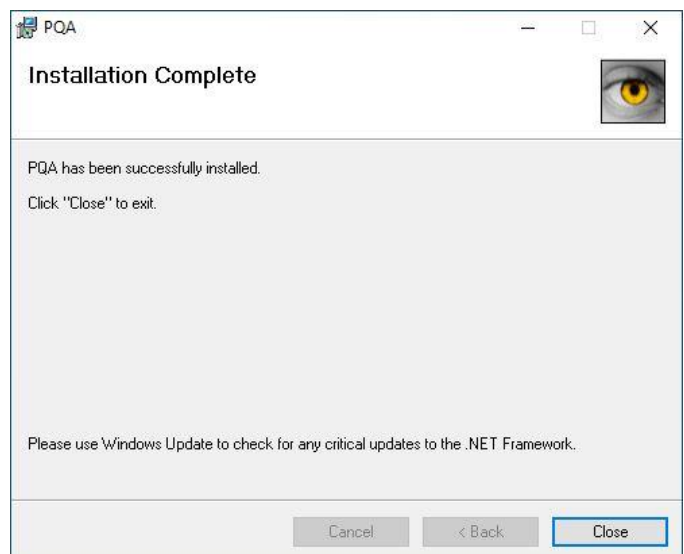 PQA
Installation Complete
PQA has been successfully installed.
Click "Close" to exit.
Please use Windows Update to check for any critical updates to the .NET Framework.
Cancel
< Back
Close